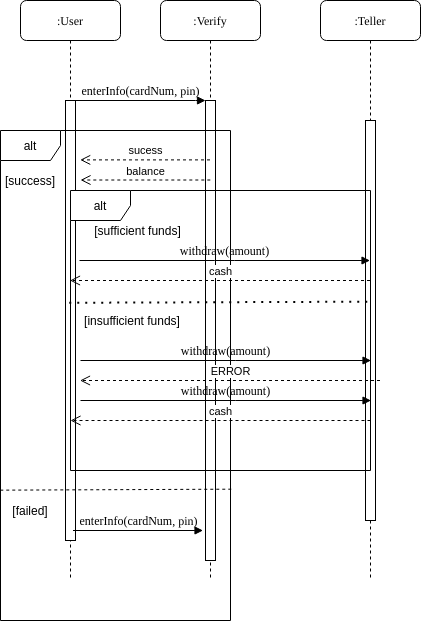 :User
:Verify
:Teller
enterInfo(cardNum, pin)
alt
sucess
[success]
balance
alt
[sufficient funds]
withdraw(amount)
cash
[insufficient funds]
withdraw(amount)
ERROR
withdraw(amount)
cash
[failed]
enterInfo(cardNum, pin)